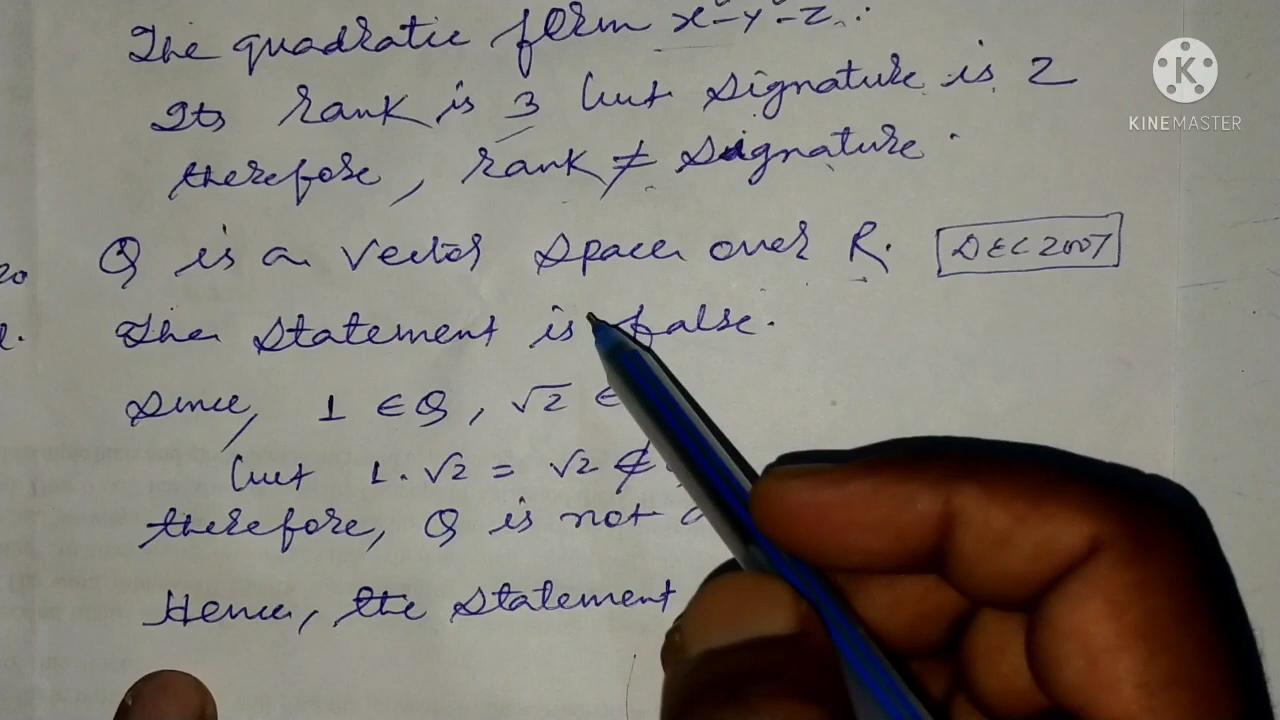 The quadratic form x²-y²-z².
Its rank is 3 but signature is 2
therefore, rank ≠ signature.
Q is a vector space over R. DEC 2007
20
The statement is false.
Since, 1 ∈ Q, √2 ∈
but 1.√2 = √2 ∉
therefore, Q is not
Hence, the statement
KINEMASTER